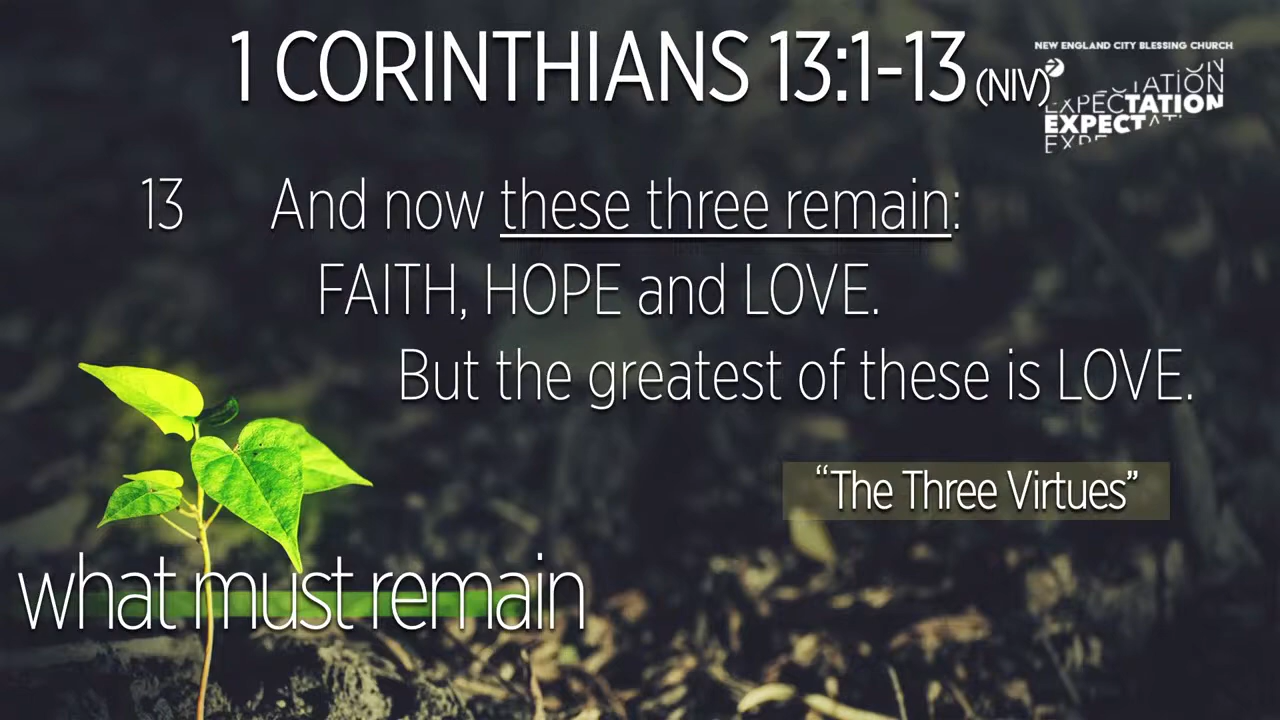 1 CORINTHIANS 13:1-13 (NIV)
NEW ENGLAND CITY BLESSING CHURCH
EXPECTATION
EXPECT
13 And now these three remain:
FAITH, HOPE and LOVE.
But the greatest of these is LOVE.
“The Three Virtues”
what must remain